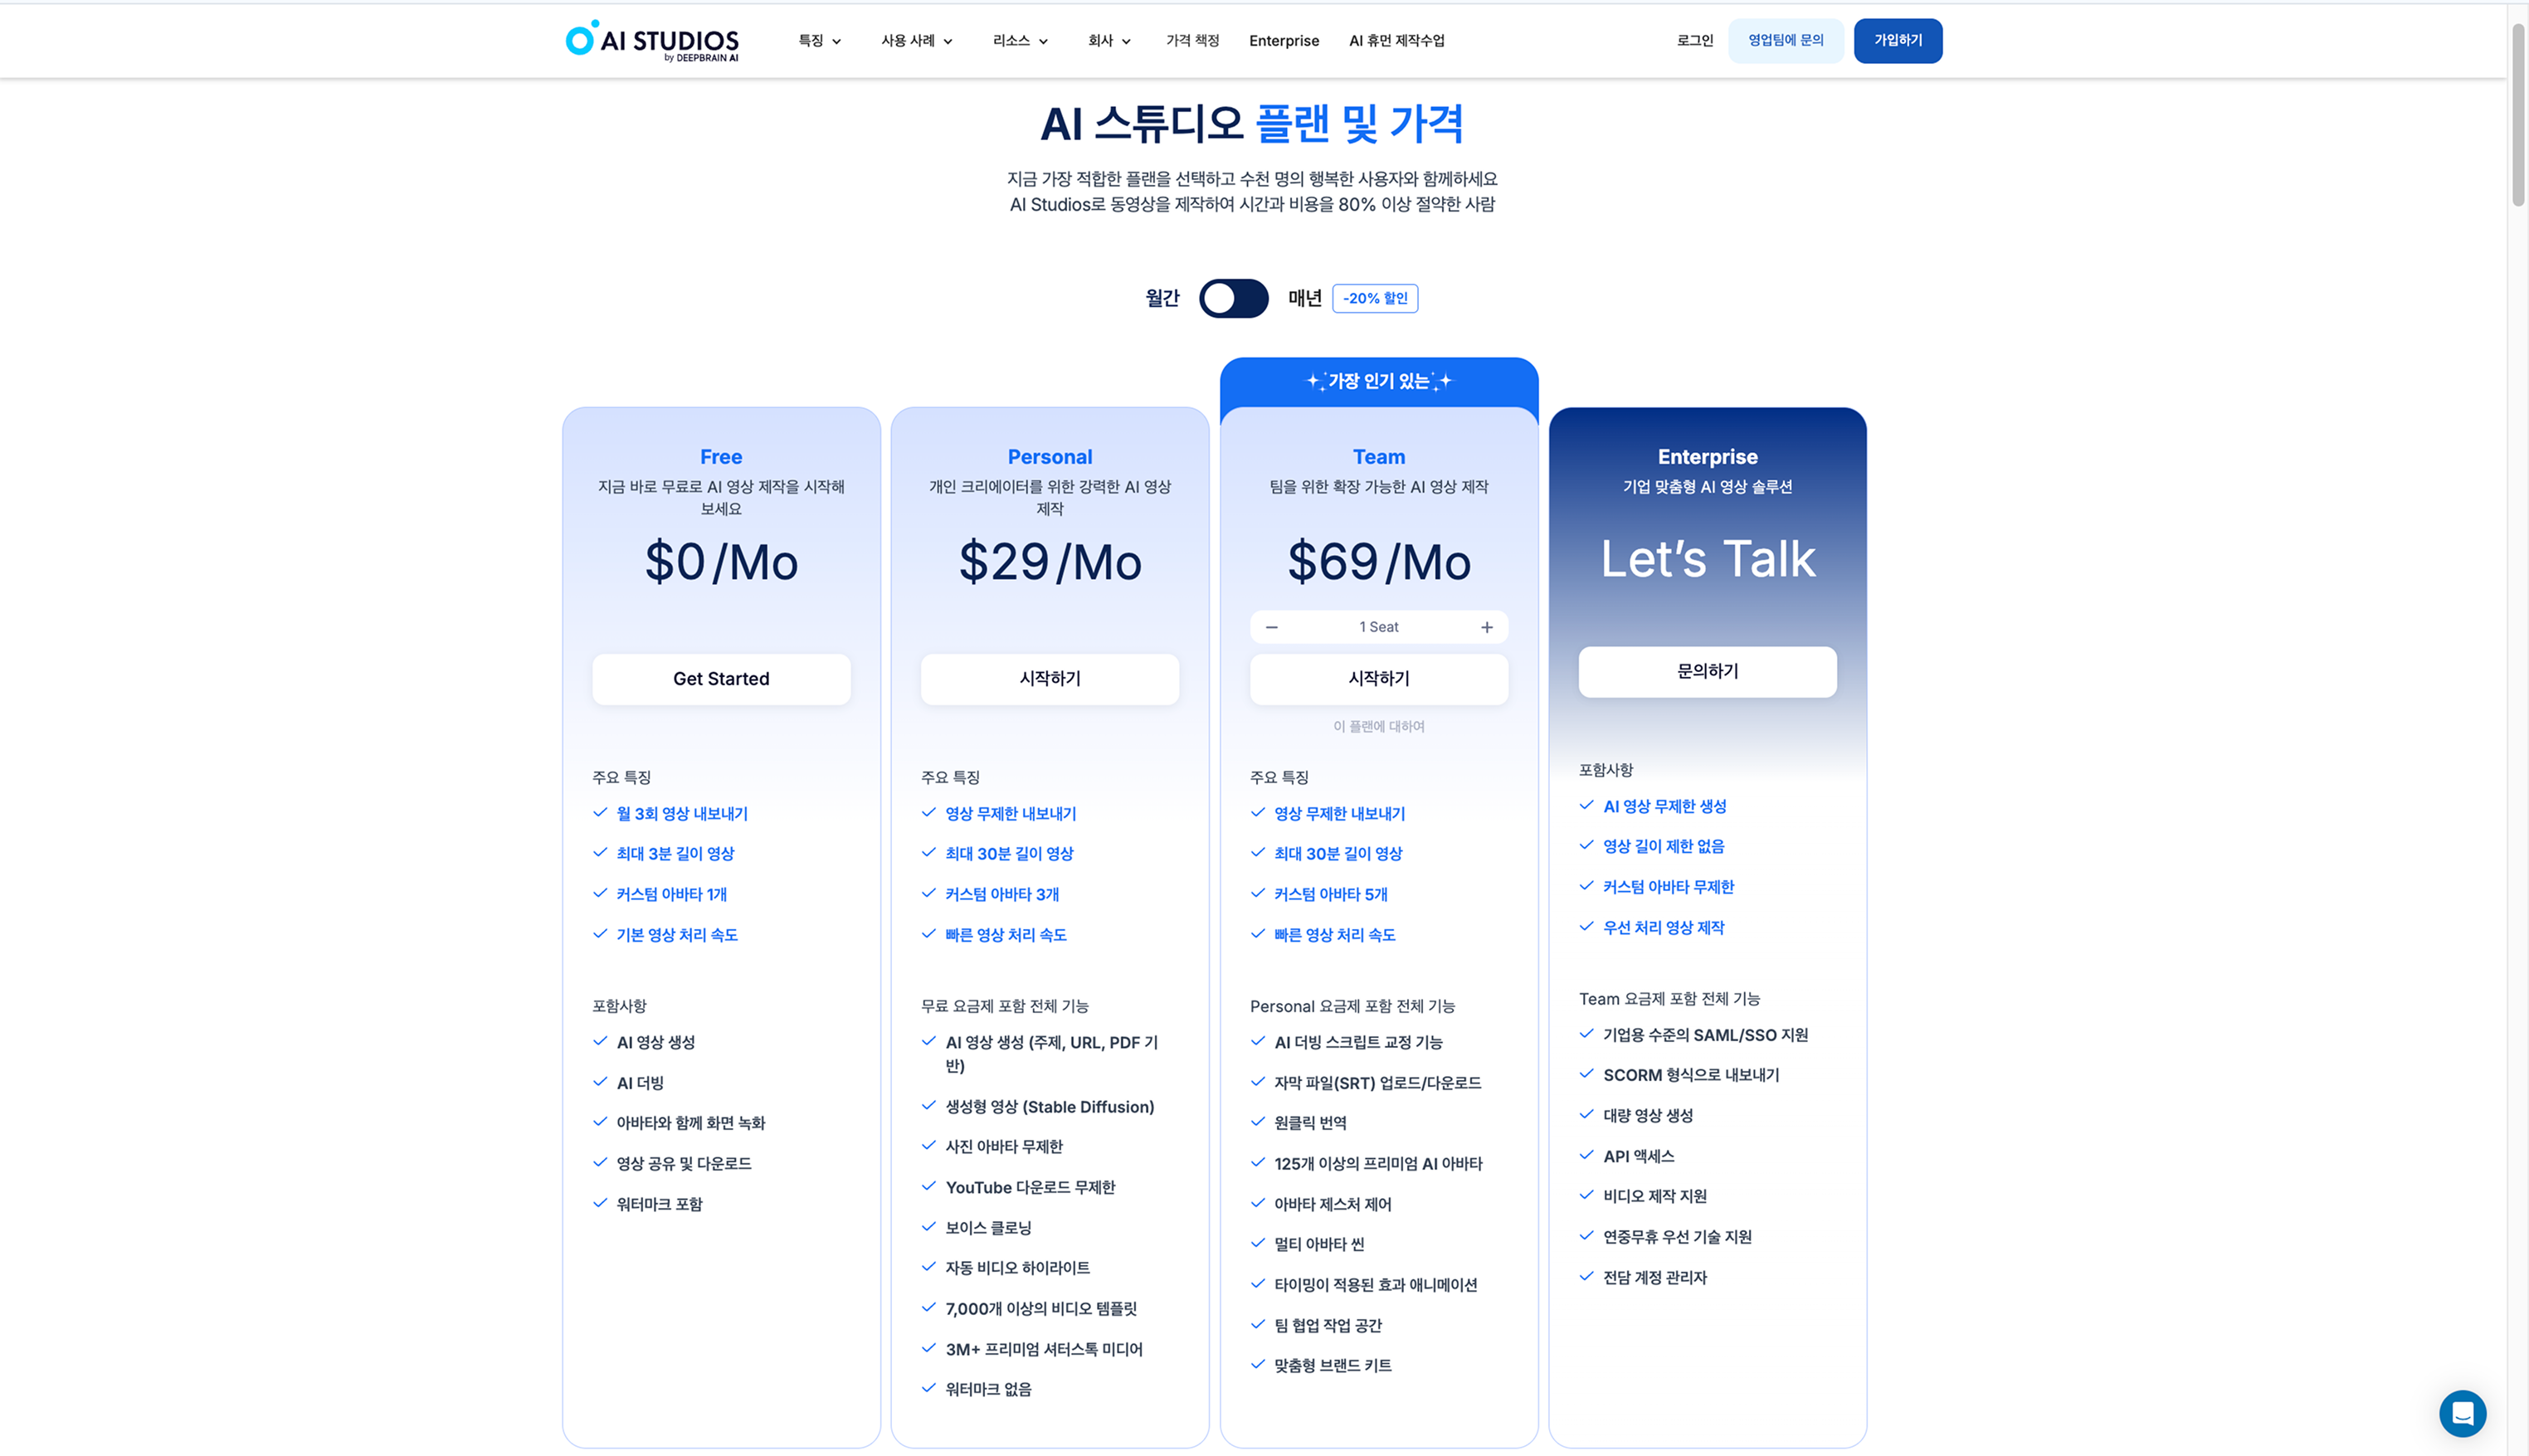 AI STUDIOS
by DEEPBRAIN AI
특징
사용 사례
리소스
회사
가격 책정
Enterprise
AI 휴먼 제작수업
로그인
영업팀에 문의
가입하기
AI 스튜디오 플랜 및 가격
지금 가장 적합한 플랜을 선택하고 수천 명의 행복한 사용자와 함께하세요
AI Studios로 동영상을 제작하여 시간과 비용을 80% 이상 절약한 사람
월간
매년
-20% 할인
Free
지금 바로 무료로 AI 영상 제작을 시작해
보세요
$0/Mo
Get Started
주요 특징
월 3회 영상 내보내기
최대 3분 길이 영상
커스텀 아바타 1개
기본 영상 처리 속도
포함사항
AI 영상 생성
AI 더빙
아바타와 함께 화면 녹화
영상 공유 및 다운로드
워터마크 포함
Personal
개인 크리에이터를 위한 강력한 AI 영상
제작
$29/Mo
시작하기
주요 특징
영상 무제한 내보내기
최대 30분 길이 영상
커스텀 아바타 3개
빠른 영상 처리 속도
무료 요금제 포함 전체 기능
AI 영상 생성 (주제, URL, PDF 기
반)
생성형 영상 (Stable Diffusion)
사진 아바타 무제한
YouTube 다운로드 무제한
보이스 클로닝
자동 비디오 하이라이트
7,000개 이상의 비디오 템플릿
3M+ 프리미엄 셔터스톡 미디어
워터마크 없음
가장 인기 있는
Team
팀을 위한 확장 가능한 AI 영상 제작
$69/Mo
− 1 Seat +
시작하기
이 플랜에 대하여
주요 특징
영상 무제한 내보내기
최대 30분 길이 영상
커스텀 아바타 5개
빠른 영상 처리 속도
Personal 요금제 포함 전체 기능
AI 더빙 스크립트 교정 기능
자막 파일(SRT) 업로드/다운로드
원클릭 번역
125개 이상의 프리미엄 AI 아바타
아바타 제스처 제어
멀티 아바타 씬
타이밍이 적용된 효과 애니메이션
팀 협업 작업 공간
맞춤형 브랜드 키트
Enterprise
기업 맞춤형 AI 영상 솔루션
Let’s Talk
문의하기
포함사항
AI 영상 무제한 생성
영상 길이 제한 없음
커스텀 아바타 무제한
우선 처리 영상 제작
Team 요금제 포함 전체 기능
기업용 수준의 SAML/SSO 지원
SCORM 형식으로 내보내기
대량 영상 생성
API 액세스
비디오 제작 지원
연중무휴 우선 기술 지원
전담 계정 관리자